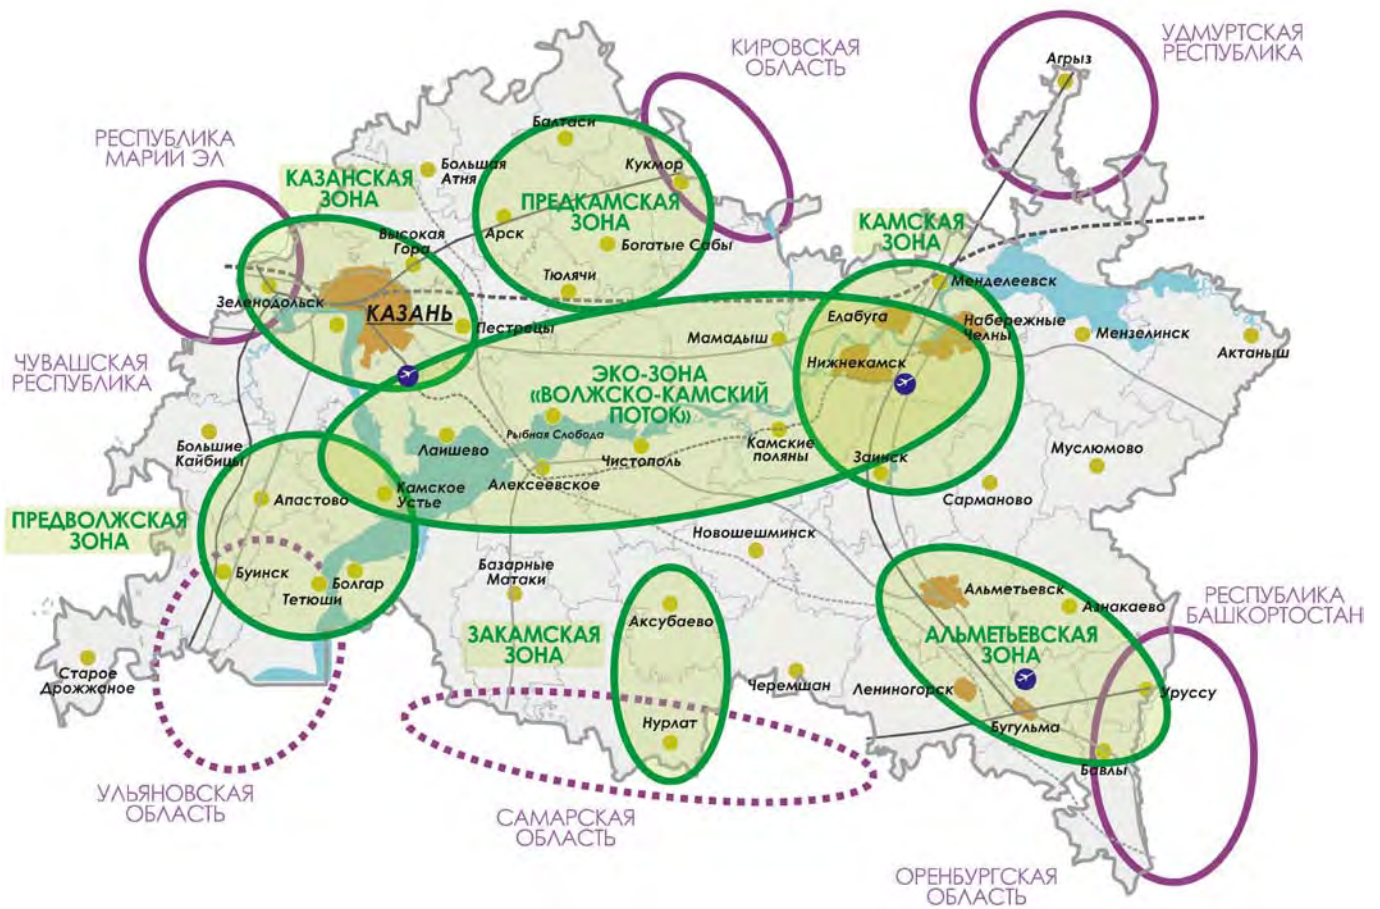 УДМУРТСКАЯ
РЕСПУБЛИКА
КИРОВСКАЯ
ОБЛАСТЬ
Агрыз
РЕСПУБЛИКА
МАРИЙ ЭЛ
Балтаси
Большая
Атня
Кукмор
КАЗАНСКАЯ
ЗОНА
ПРЕДКАМСКАЯ
ЗОНА
КАМСКАЯ
ЗОНА
Высокая
Гора
Арск
Богатые Сабы
Тюлячи
Менделеевск
Зеленодольск
КАЗАНЬ
Пестрецы
Мамадыш
Елабуга
Набережные
Челны
Мензелинск
Актаныш
ЧУВАШСКАЯ
РЕСПУБЛИКА
ЭКО-ЗОНА
«ВОЛЖСКО-КАМСКИЙ
ПОТОК»
Нижнекамск
Большие
Кайбицы
Лаишево
Рыбная Слобода
Чистополь
Камские
поляны
Заинск
Муслюмово
Апастово
Камское
Устье
Алексеевское
Сарманово
ПРЕДВОЛЖСКАЯ
ЗОНА
Новошешминск
Буинск
Болгар
Тетюши
Базарные
Матаки
Аксубаево
Альметьевск
Азнакаево
РЕСПУБЛИКА
БАШКОРТОСТАН
ЗАКАМСКАЯ
ЗОНА
АЛЬМЕТЬЕВСКАЯ
ЗОНА
Старое
Дрожжаное
Черемшан
Лениногорск
Уруссу
Нурлат
Бугульма
Бавлы
УЛЬЯНОВСКАЯ
ОБЛАСТЬ
САМАРСКАЯ
ОБЛАСТЬ
ОРЕНБУРГСКАЯ
ОБЛАСТЬ